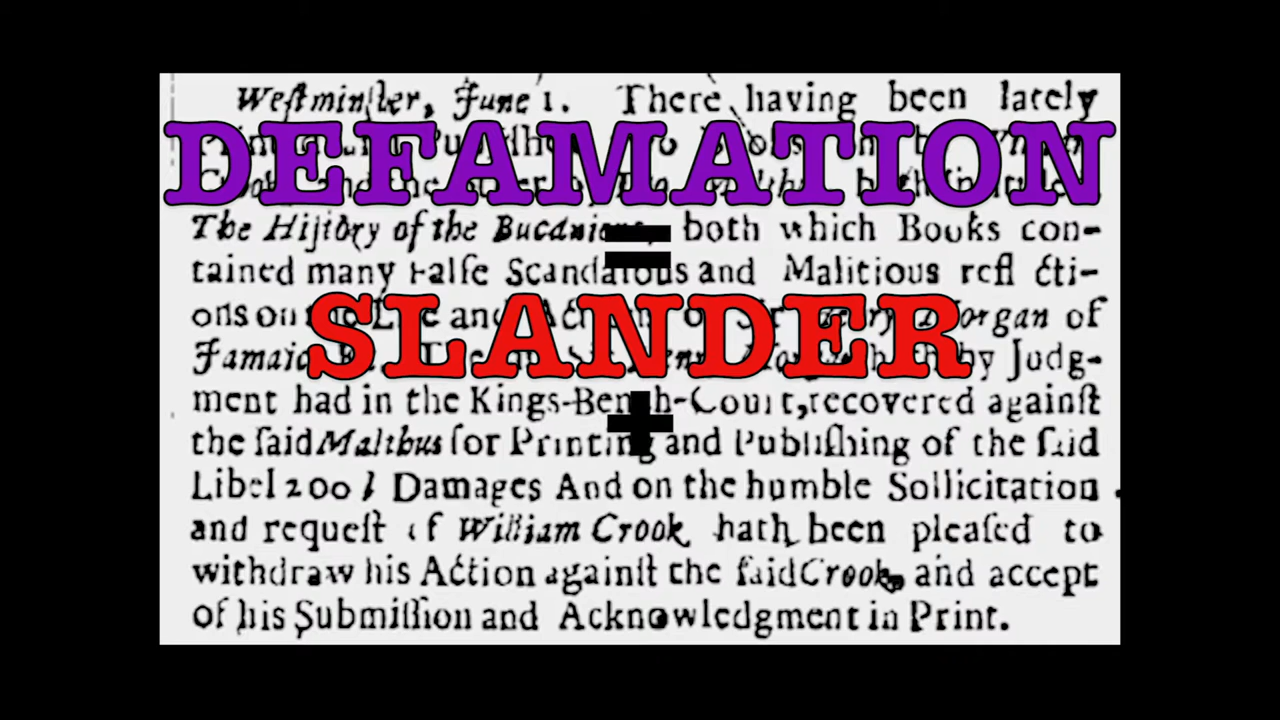 Weſtminſter, June 1. There having been lately
DEFAMATION
The Hiſtory of the Bucaniers, both which Books con-
=
tained many Falſe Scandalous and Malitious refl cti-
ons on the Life and Actions of Sir Henry Morgan of
SLANDER
Jamaica by Judg-
ment had in the Kings-Bench-Court, recovered againſt
+
the ſaid Malthus for Printing and Publiſhing of the ſaid
Libel 200 l Damages And on the humble Sollicitation
and requeſt of William Crook, hath been pleaſed to
withdraw his Action againſt the ſaid Crook, and accept
of his Submiſſion and Acknowledgment in Print.